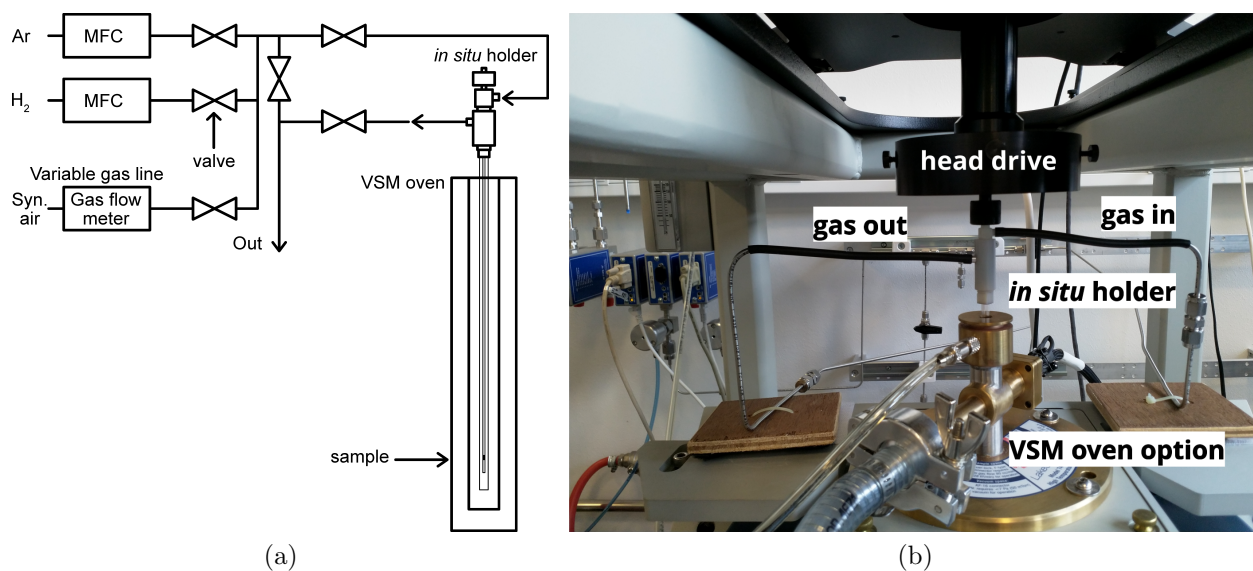 Ar
MFC
in situ holder
H2
MFC
valve
Variable gas line
VSM oven
Syn.
air
Gas flow
meter
Out
sample
(a)
head drive
gas out
gas in
in situ holder
VSM oven option
(b)